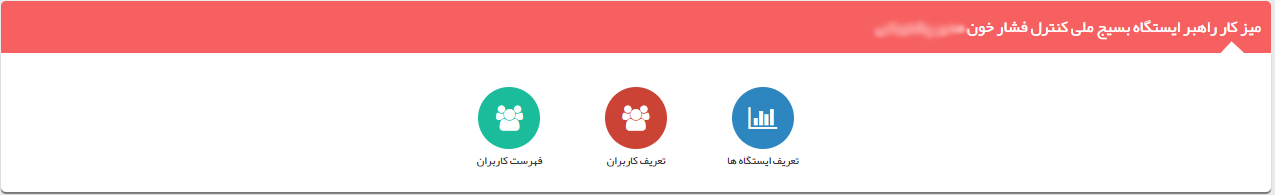 میز کار راهبر ایستگاه بسیج ملی کنترل فشار خون
تعریف ایستگاه ها
تعریف کاربران
فهرست کاربران